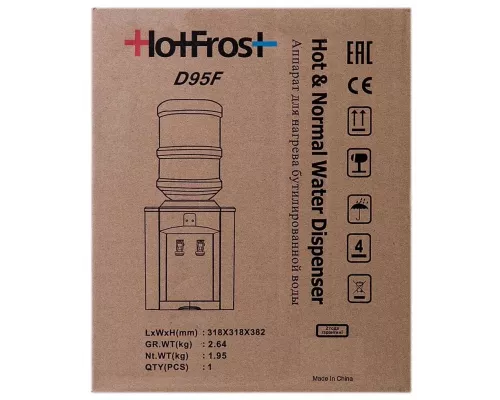 HotFrost
D95F
Hot & Normal Water Dispenser
Аппарат для нагрева бутилированной воды
EAC
CE
4
LxWxH(mm) : 318X318X382
GR.WT(kg) : 2.64
Nt.WT(kg) : 1.95
QTY(PCS) : 1
Made In China